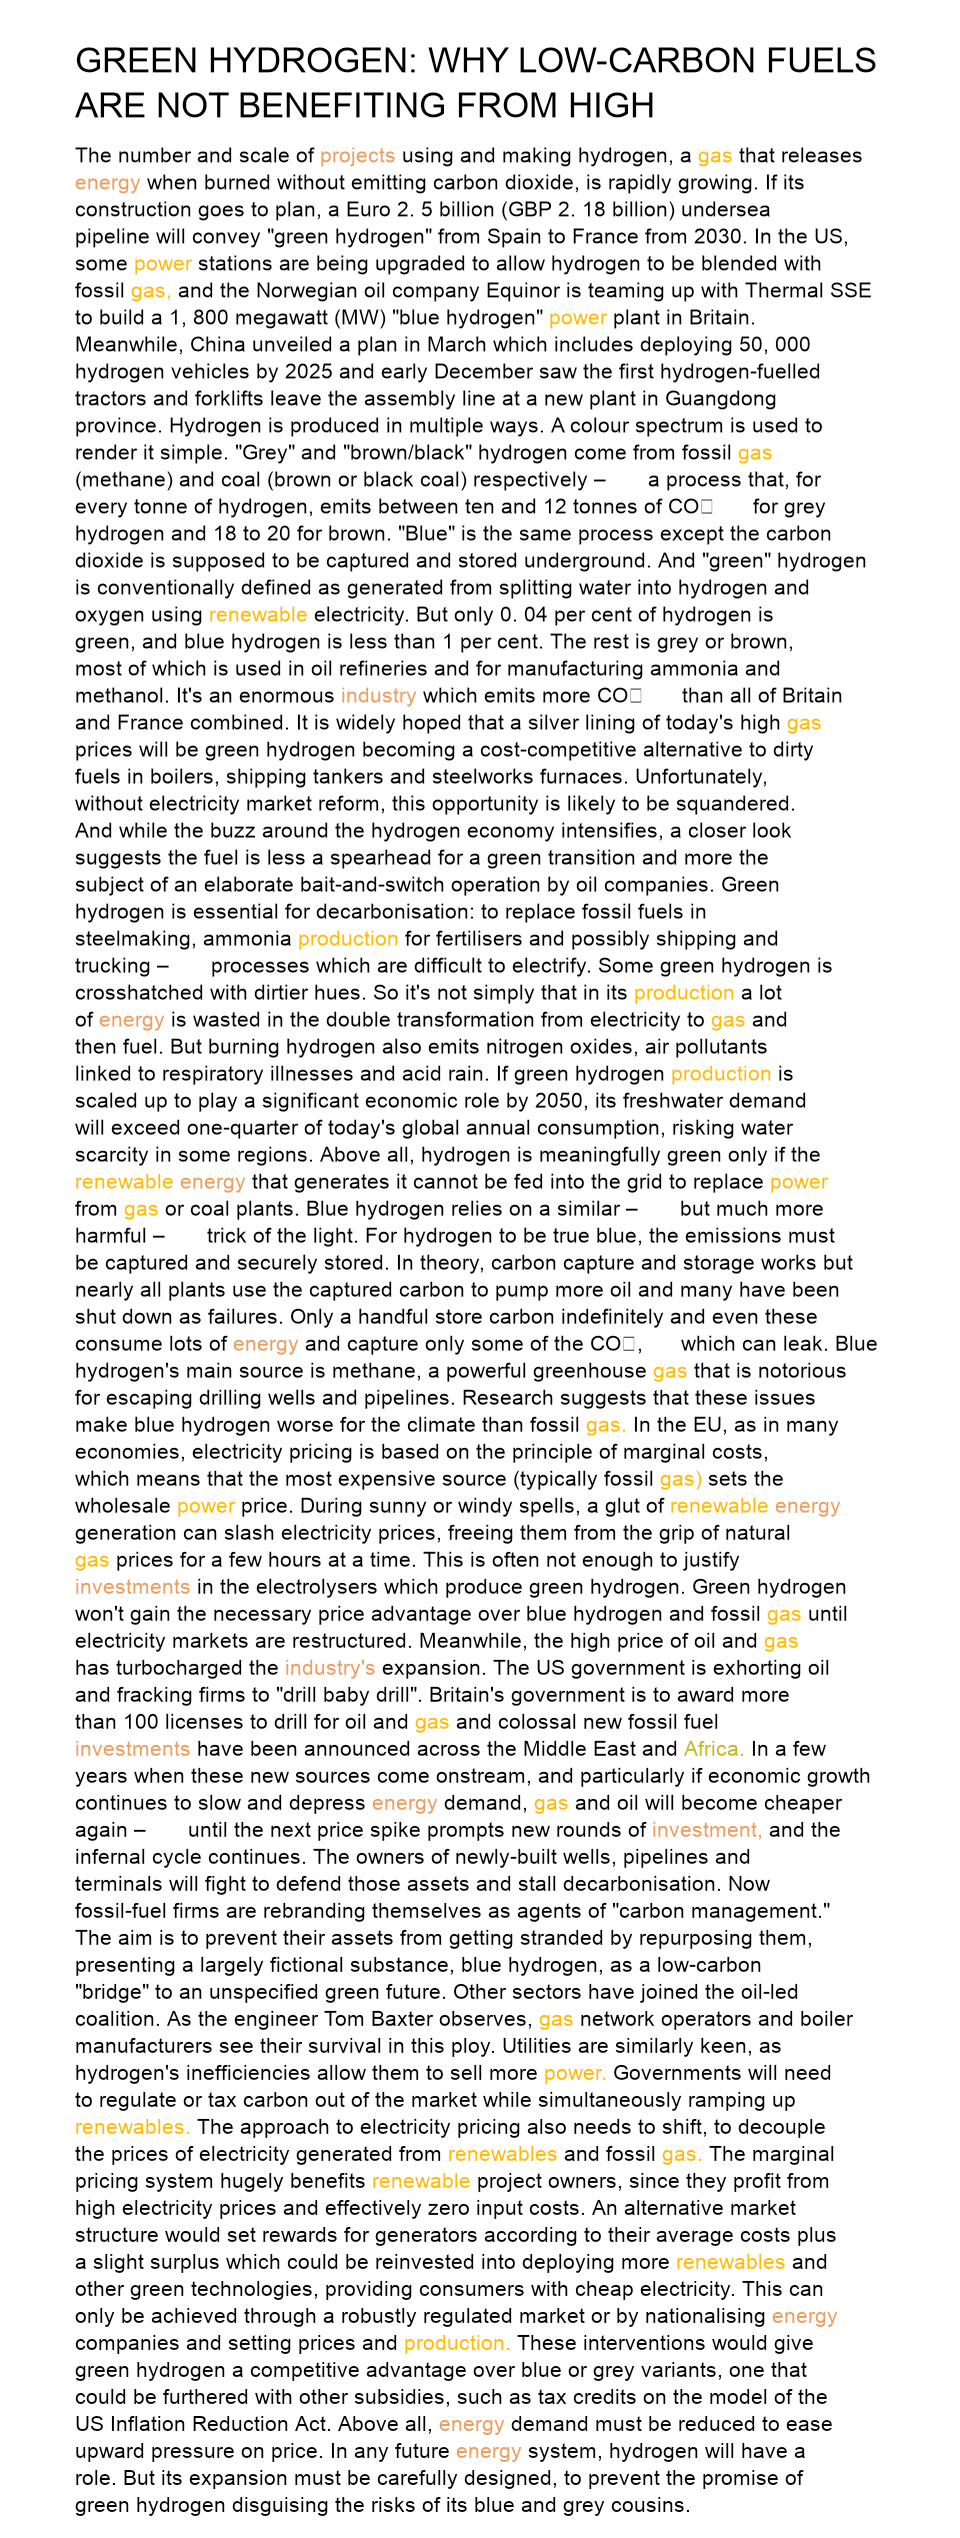 GREEN HYDROGEN: WHY LOW-CARBON FUELS
ARE NOT BENEFITING FROM HIGH
The number and scale of projects using and making hydrogen, a gas that releases
energy when burned without emitting carbon dioxide, is rapidly growing. If its
construction goes to plan, a Euro 2. 5 billion (GBP 2. 18 billion) undersea
pipeline will convey "green hydrogen" from Spain to France from 2030. In the US,
some power stations are being upgraded to allow hydrogen to be blended with
fossil gas, and the Norwegian oil company Equinor is teaming up with Thermal SSE
to build a 1, 800 megawatt (MW) "blue hydrogen" power plant in Britain.
Meanwhile, China unveiled a plan in March which includes deploying 50, 000
hydrogen vehicles by 2025 and early December saw the first hydrogen-fuelled
tractors and forklifts leave the assembly line at a new plant in Guangdong
province. Hydrogen is produced in multiple ways. A colour spectrum is used to
render it simple. "Grey" and "brown/black" hydrogen come from fossil gas
(methane) and coal (brown or black coal) respectively – a process that, for
every tonne of hydrogen, emits between ten and 12 tonnes of CO□ for grey
hydrogen and 18 to 20 for brown. "Blue" is the same process except the carbon
dioxide is supposed to be captured and stored underground. And "green" hydrogen
is conventionally defined as generated from splitting water into hydrogen and
oxygen using renewable electricity. But only 0. 04 per cent of hydrogen is
green, and blue hydrogen is less than 1 per cent. The rest is grey or brown,
most of which is used in oil refineries and for manufacturing ammonia and
methanol. It's an enormous industry which emits more CO□ than all of Britain
and France combined. It is widely hoped that a silver lining of today's high gas
prices will be green hydrogen becoming a cost-competitive alternative to dirty
fuels in boilers, shipping tankers and steelworks furnaces. Unfortunately,
without electricity market reform, this opportunity is likely to be squandered.
And while the buzz around the hydrogen economy intensifies, a closer look
suggests the fuel is less a spearhead for a green transition and more the
subject of an elaborate bait-and-switch operation by oil companies. Green
hydrogen is essential for decarbonisation: to replace fossil fuels in
steelmaking, ammonia production for fertilisers and possibly shipping and
trucking – processes which are difficult to electrify. Some green hydrogen is
crosshatched with dirtier hues. So it's not simply that in its production a lot
of energy is wasted in the double transformation from electricity to gas and
then fuel. But burning hydrogen also emits nitrogen oxides, air pollutants
linked to respiratory illnesses and acid rain. If green hydrogen production is
scaled up to play a significant economic role by 2050, its freshwater demand
will exceed one-quarter of today's global annual consumption, risking water
scarcity in some regions. Above all, hydrogen is meaningfully green only if the
renewable energy that generates it cannot be fed into the grid to replace power
from gas or coal plants. Blue hydrogen relies on a similar – but much more
harmful – trick of the light. For hydrogen to be true blue, the emissions must
be captured and securely stored. In theory, carbon capture and storage works but
nearly all plants use the captured carbon to pump more oil and many have been
shut down as failures. Only a handful store carbon indefinitely and even these
consume lots of energy and capture only some of the CO□, which can leak. Blue
hydrogen's main source is methane, a powerful greenhouse gas that is notorious
for escaping drilling wells and pipelines. Research suggests that these issues
make blue hydrogen worse for the climate than fossil gas. In the EU, as in many
economies, electricity pricing is based on the principle of marginal costs,
which means that the most expensive source (typically fossil gas) sets the
wholesale power price. During sunny or windy spells, a glut of renewable energy
generation can slash electricity prices, freeing them from the grip of natural
gas prices for a few hours at a time. This is often not enough to justify
investments in the electrolysers which produce green hydrogen. Green hydrogen
won't gain the necessary price advantage over blue hydrogen and fossil gas until
electricity markets are restructured. Meanwhile, the high price of oil and gas
has turbocharged the industry's expansion. The US government is exhorting oil
and fracking firms to "drill baby drill". Britain's government is to award more
than 100 licenses to drill for oil and gas and colossal new fossil fuel
investments have been announced across the Middle East and Africa. In a few
years when these new sources come onstream, and particularly if economic growth
continues to slow and depress energy demand, gas and oil will become cheaper
again – until the next price spike prompts new rounds of investment, and the
infernal cycle continues. The owners of newly-built wells, pipelines and
terminals will fight to defend those assets and stall decarbonisation. Now
fossil-fuel firms are rebranding themselves as agents of "carbon management."
The aim is to prevent their assets from getting stranded by repurposing them,
presenting a largely fictional substance, blue hydrogen, as a low-carbon
"bridge" to an unspecified green future. Other sectors have joined the oil-led
coalition. As the engineer Tom Baxter observes, gas network operators and boiler
manufacturers see their survival in this ploy. Utilities are similarly keen, as
hydrogen's inefficiencies allow them to sell more power. Governments will need
to regulate or tax carbon out of the market while simultaneously ramping up
renewables. The approach to electricity pricing also needs to shift, to decouple
the prices of electricity generated from renewables and fossil gas. The marginal
pricing system hugely benefits renewable project owners, since they profit from
high electricity prices and effectively zero input costs. An alternative market
structure would set rewards for generators according to their average costs plus
a slight surplus which could be reinvested into deploying more renewables and
other green technologies, providing consumers with cheap electricity. This can
only be achieved through a robustly regulated market or by nationalising energy
companies and setting prices and production. These interventions would give
green hydrogen a competitive advantage over blue or grey variants, one that
could be furthered with other subsidies, such as tax credits on the model of the
US Inflation Reduction Act. Above all, energy demand must be reduced to ease
upward pressure on price. In any future energy system, hydrogen will have a
role. But its expansion must be carefully designed, to prevent the promise of
green hydrogen disguising the risks of its blue and grey cousins.